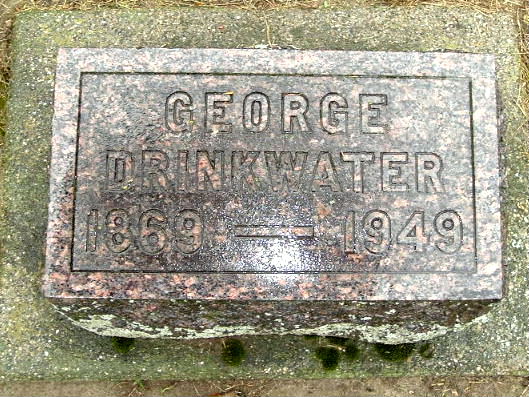 GEORGE
DRINKWATER
1869 — 1949